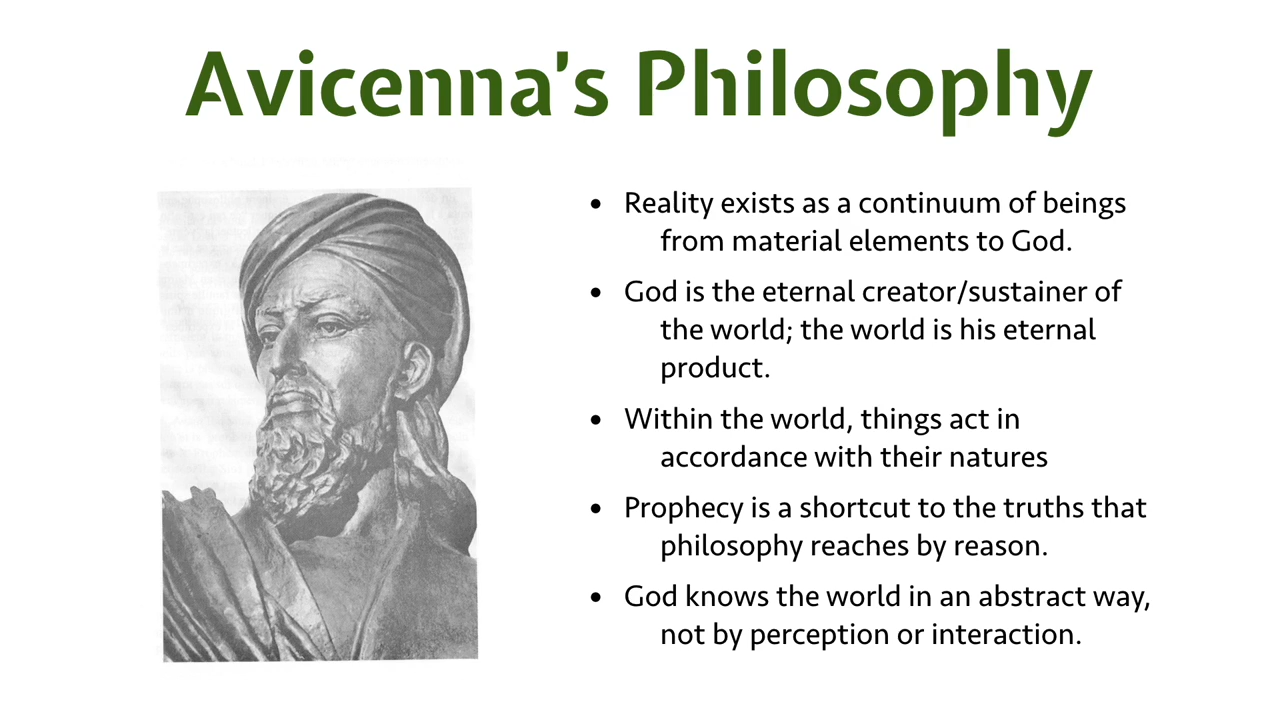 Avicenna's Philosophy
• Reality exists as a continuum of beings
from material elements to God.
• God is the eternal creator/sustainer of
the world; the world is his eternal
product.
• Within the world, things act in
accordance with their natures
• Prophecy is a shortcut to the truths that
philosophy reaches by reason.
• God knows the world in an abstract way,
not by perception or interaction.